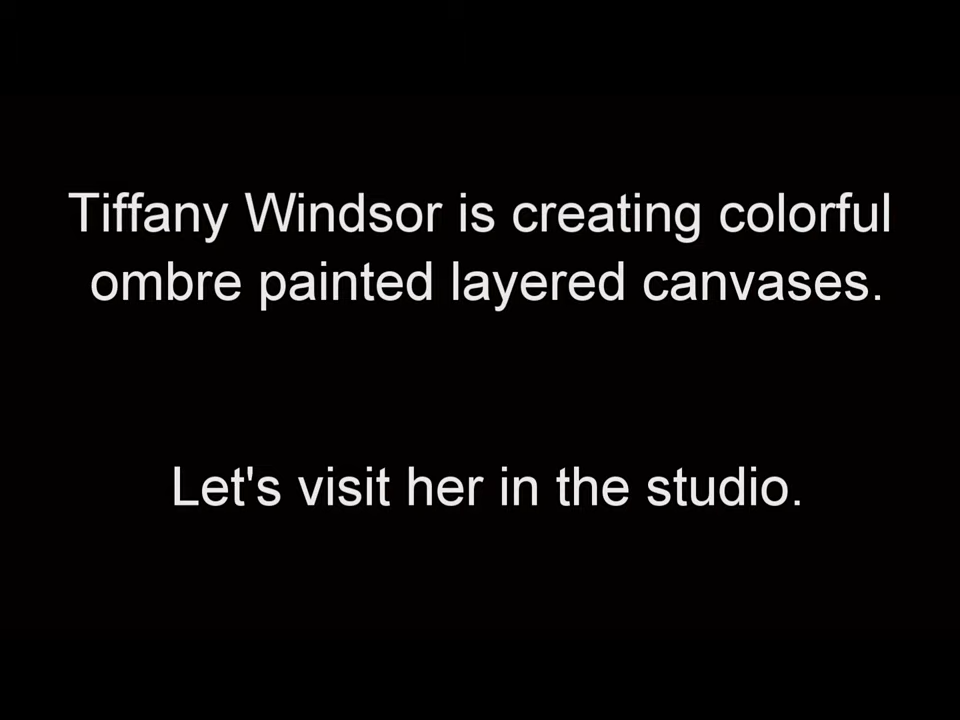 Tiffany Windsor is creating colorful
ombre painted layered canvases.
Let's visit her in the studio.